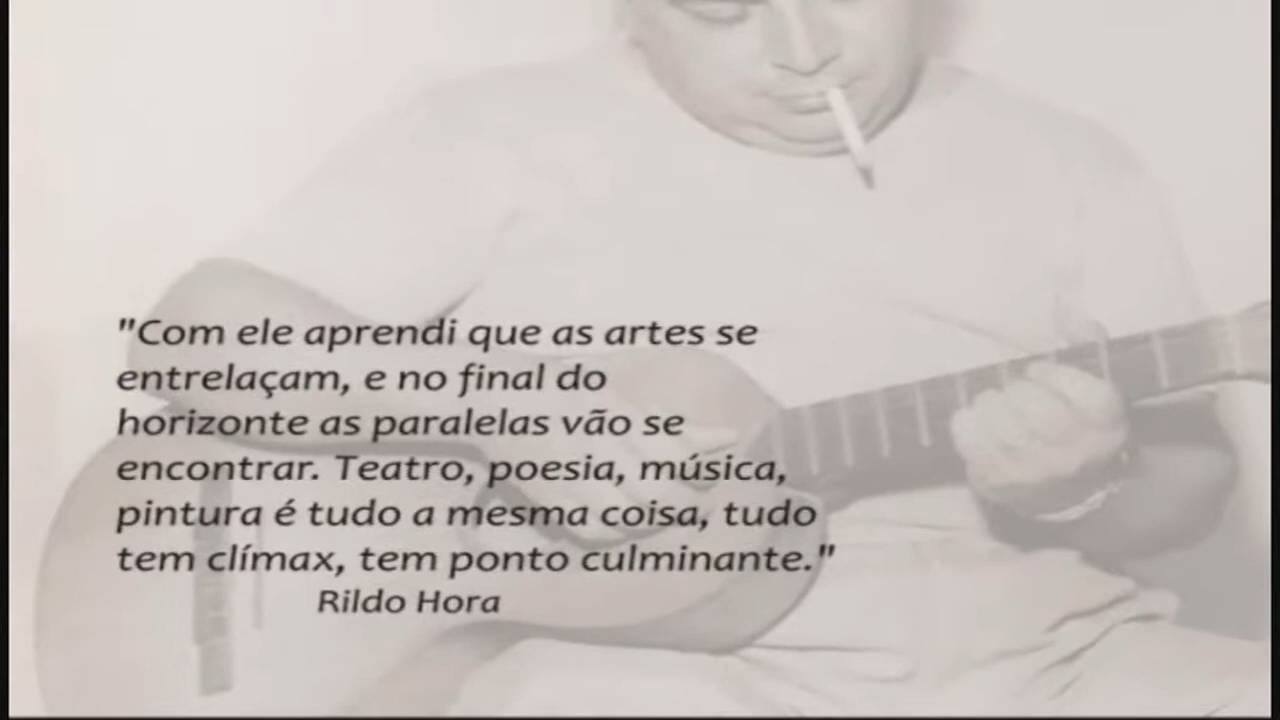 "Com ele aprendi que as artes se
entrelaçam, e no final do
horizonte as paralelas vão se
encontrar. Teatro, poesia, música,
pintura é tudo a mesma coisa, tudo
tem clímax, tem ponto culminante."
Rildo Hora